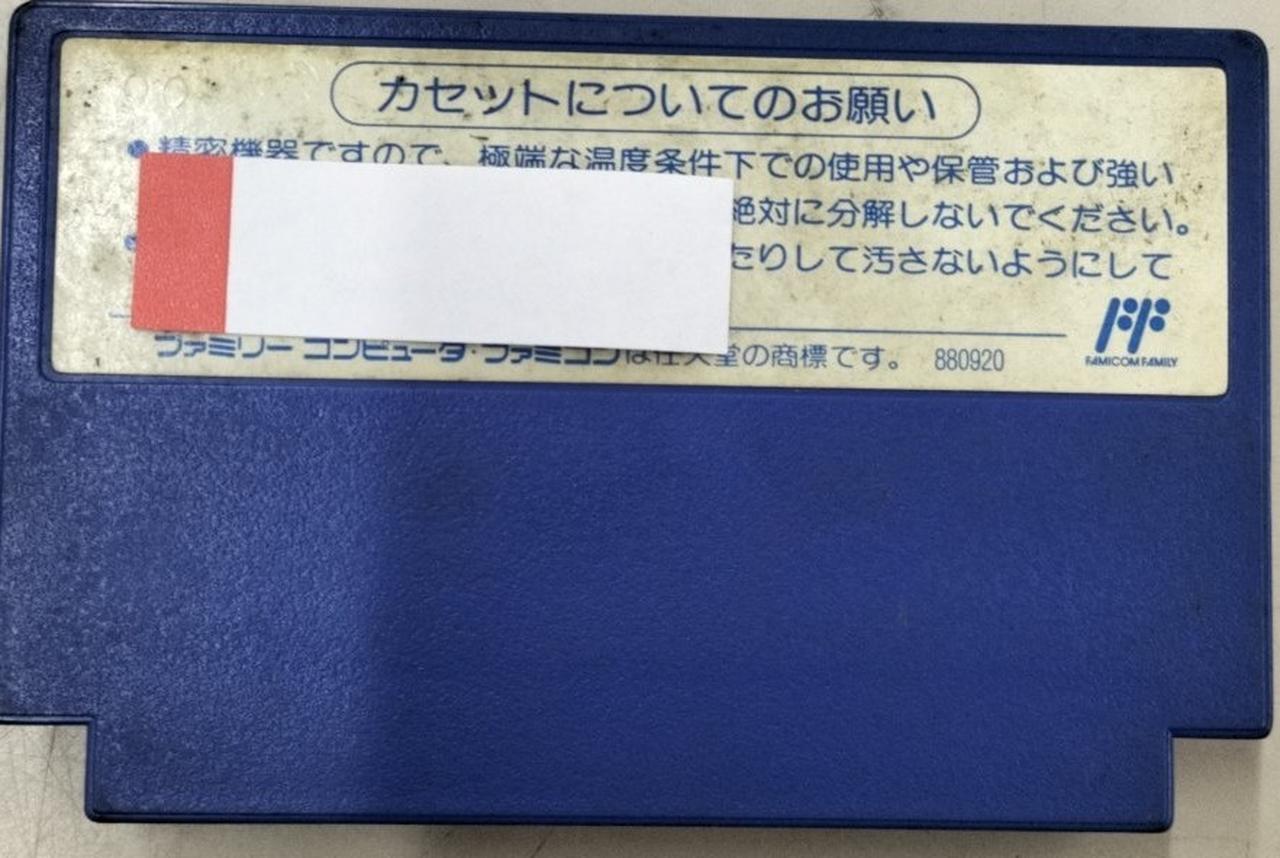 カセットについてのお願い
●精密機器ですので、極端な温度条件下での使用や保管および強い
絶対に分解しないでください。
たりして汚さないようにして
ファミリーコンピュータ・ファミコンは任天堂の商標です。 880920
FAMICOM FAMILY